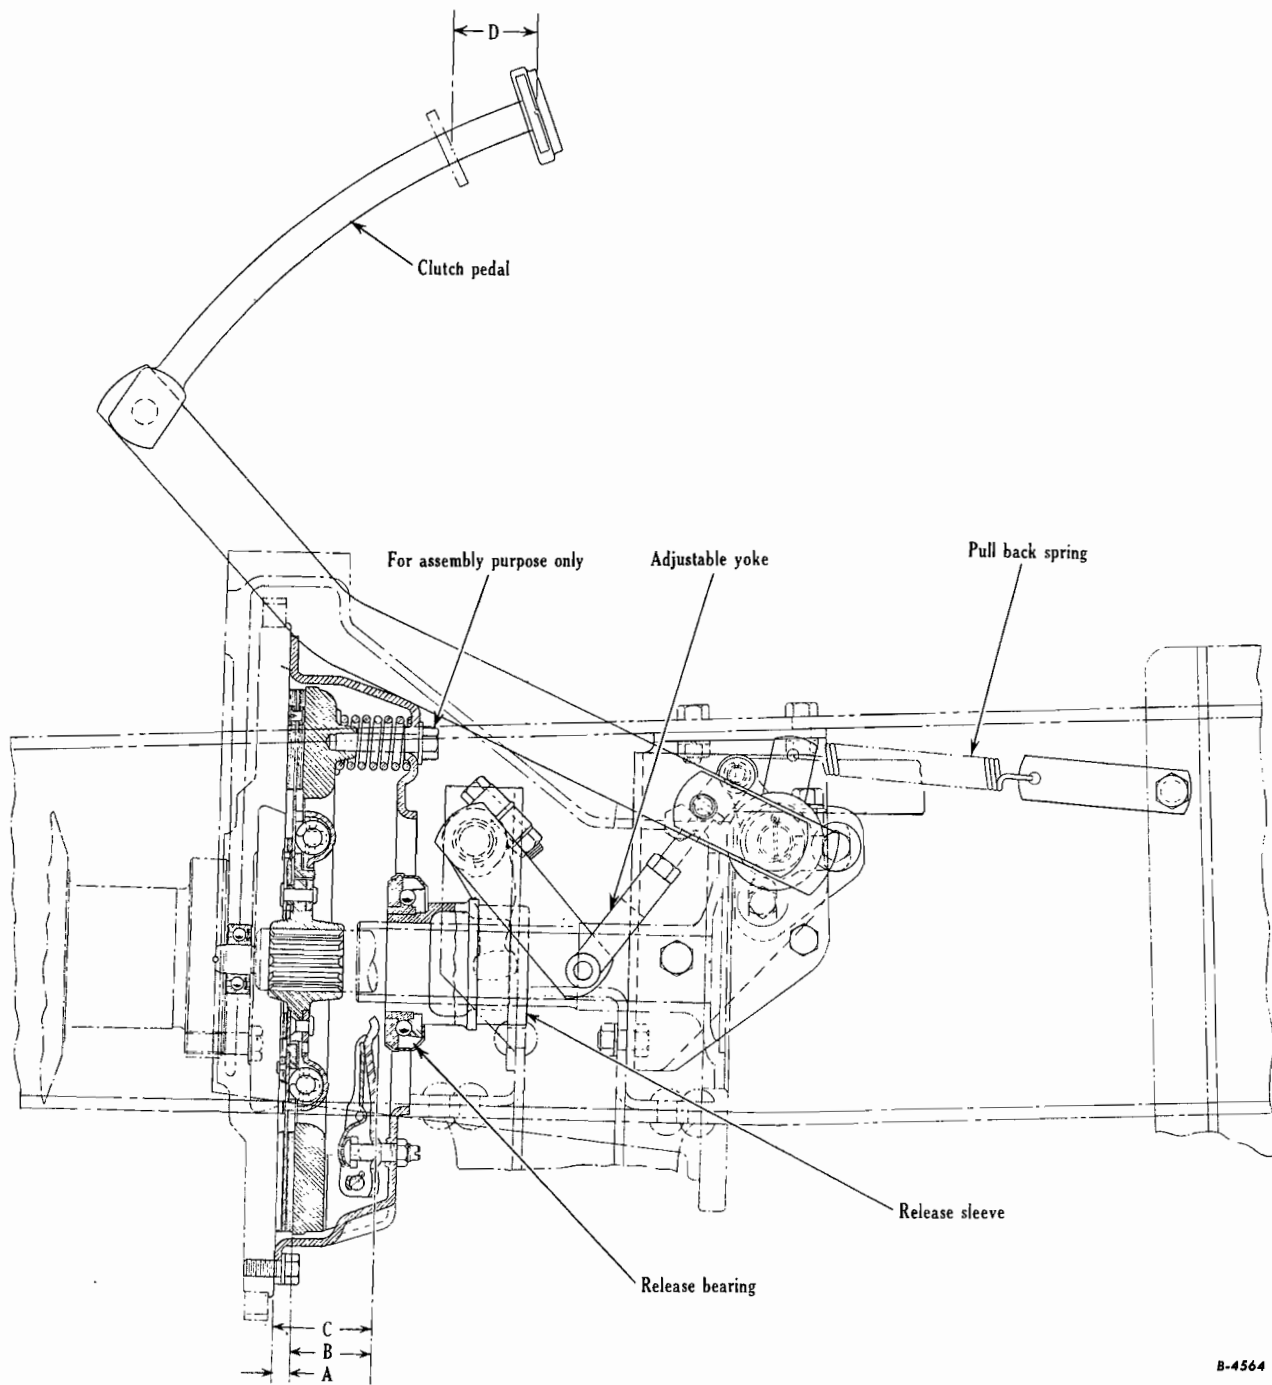 D
Clutch pedal
For assembly purpose only
Adjustable yoke
Pull back spring
Release sleeve
Release bearing
C
B
A
B-4564